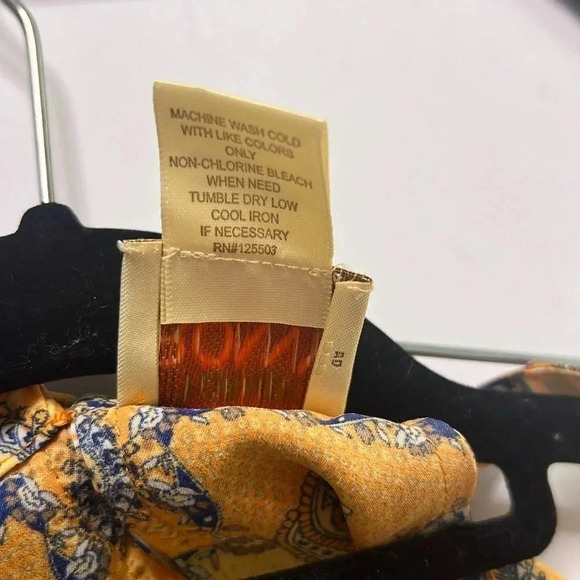 MACHINE WASH COLD
WITH LIKE COLORS
ONLY
NON-CHLORINE BLEACH
WHEN NEED
TUMBLE DRY LOW
COOL IRON
IF NECESSARY
RN#125503